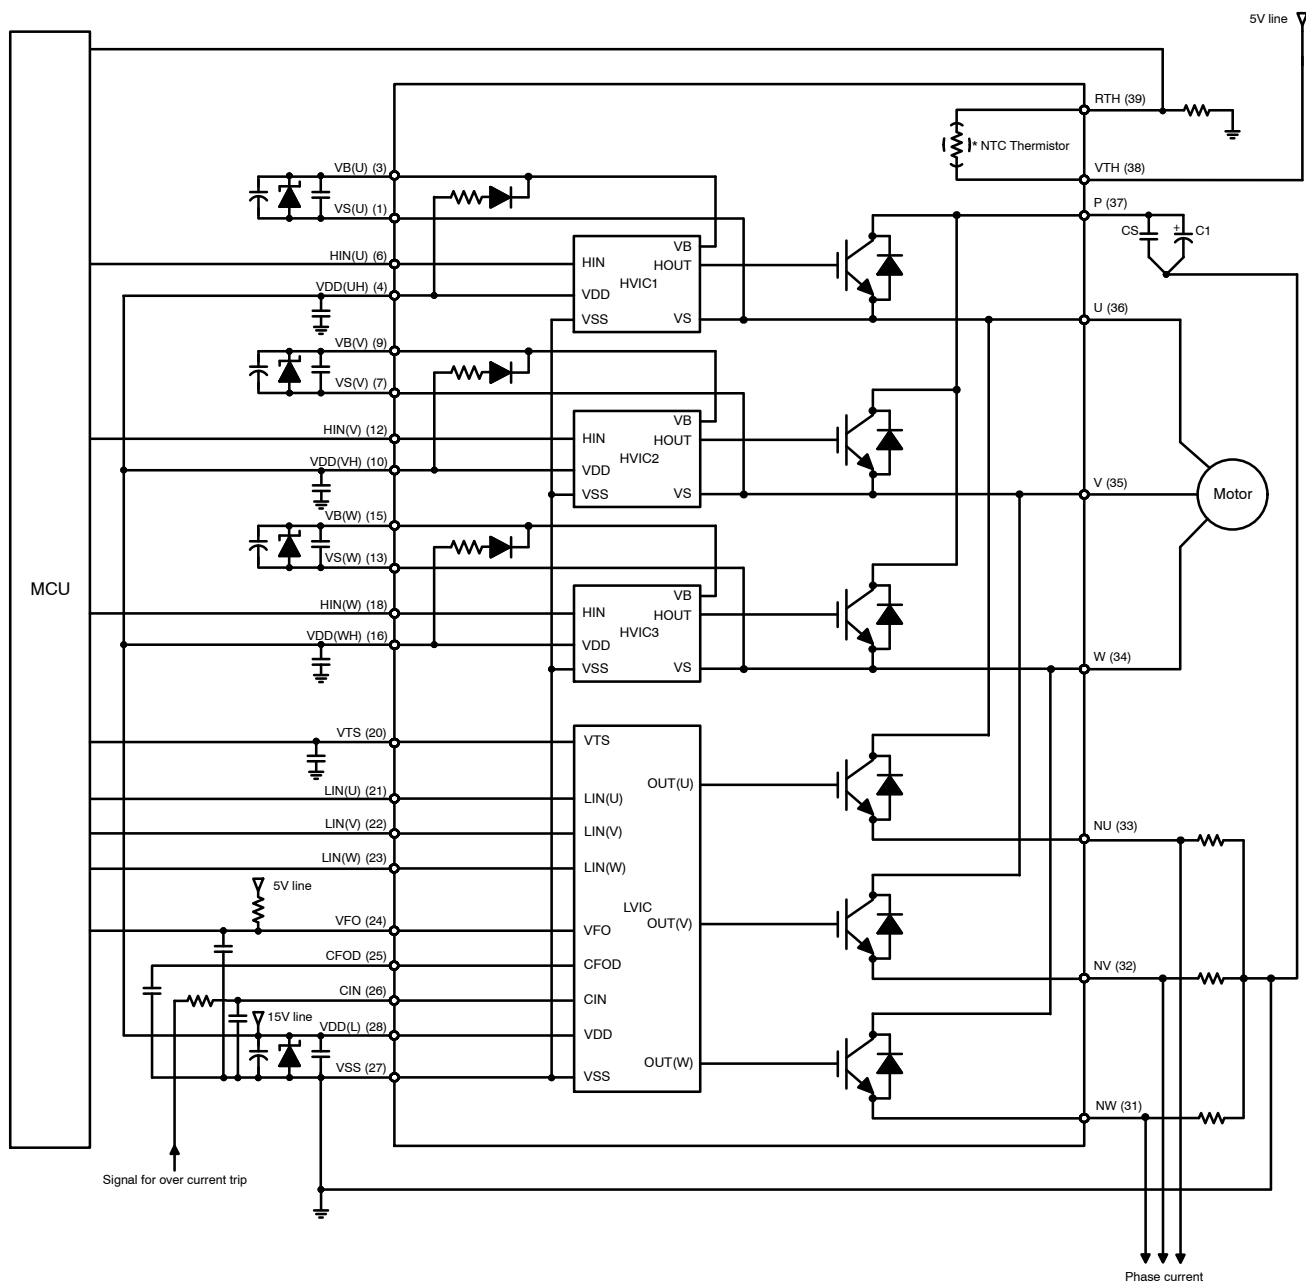 5V line
RTH (39)
(  )* NTC Thermistor
VTH (38)
VB(U) (3)
VS(U) (1)
P (37)
CS
+
C1
HIN(U) (6)
VDD(UH) (4)
HIN
VDD
VSS
VB
HOUT
HVIC1
VS
U (36)
VB(V) (9)
VS(V) (7)
HIN(V) (12)
VDD(VH) (10)
HIN
VDD
VSS
VB
HOUT
HVIC2
VS
V (35)
Motor
VB(W) (15)
VS(W) (13)
MCU
HIN(W) (18)
VDD(WH) (16)
HIN
VDD
VSS
VB
HOUT
HVIC3
VS
W (34)
VTS (20)
LIN(U) (21)
LIN(V) (22)
LIN(W) (23)
5V line
VFO (24)
CFOD (25)
CIN (26)
15V line
VDD(L) (28)
VSS (27)
VTS
LIN(U)
LIN(V)
LIN(W)
VFO
CFOD
CIN
VDD
VSS
LVIC
OUT(U)
OUT(V)
OUT(W)
NU (33)
NV (32)
NW (31)
Signal for over current trip
Phase current